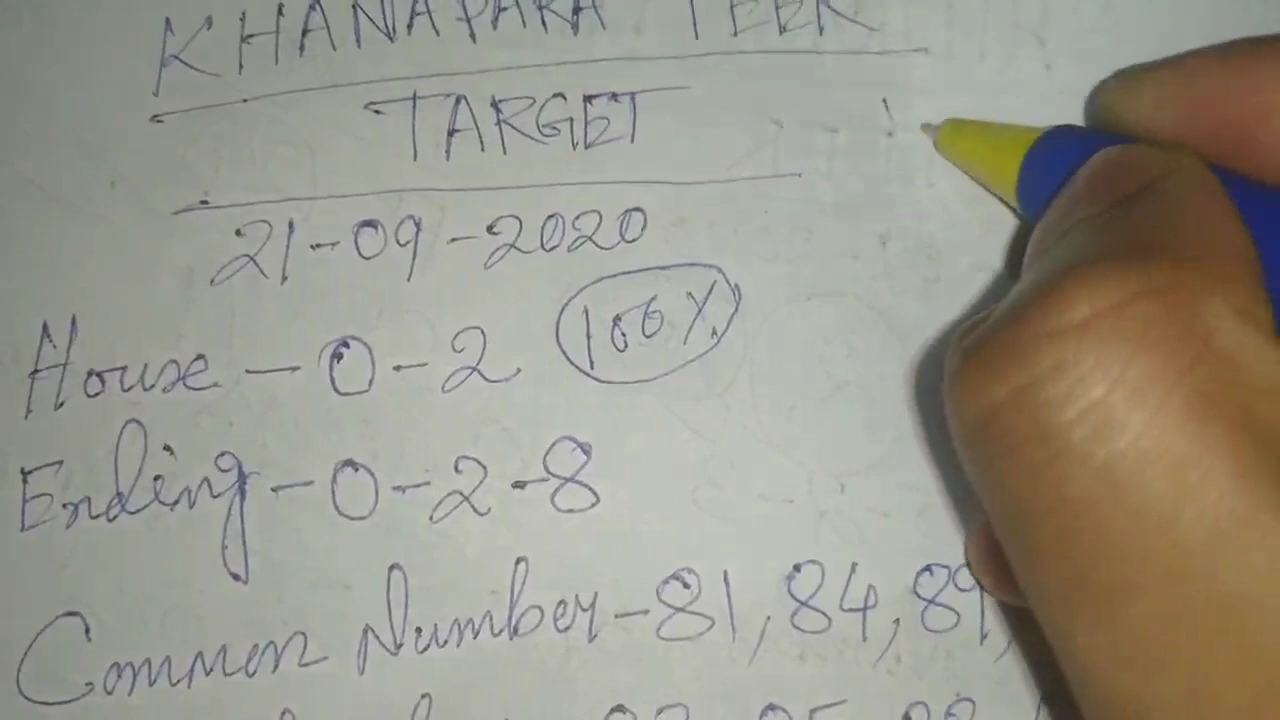 KHANAPARA TEER
TARGET
21-09-2020
House - 0 - 2 100%
Ending - 0 - 2 - 8
Common Number - 81, 84, 89,